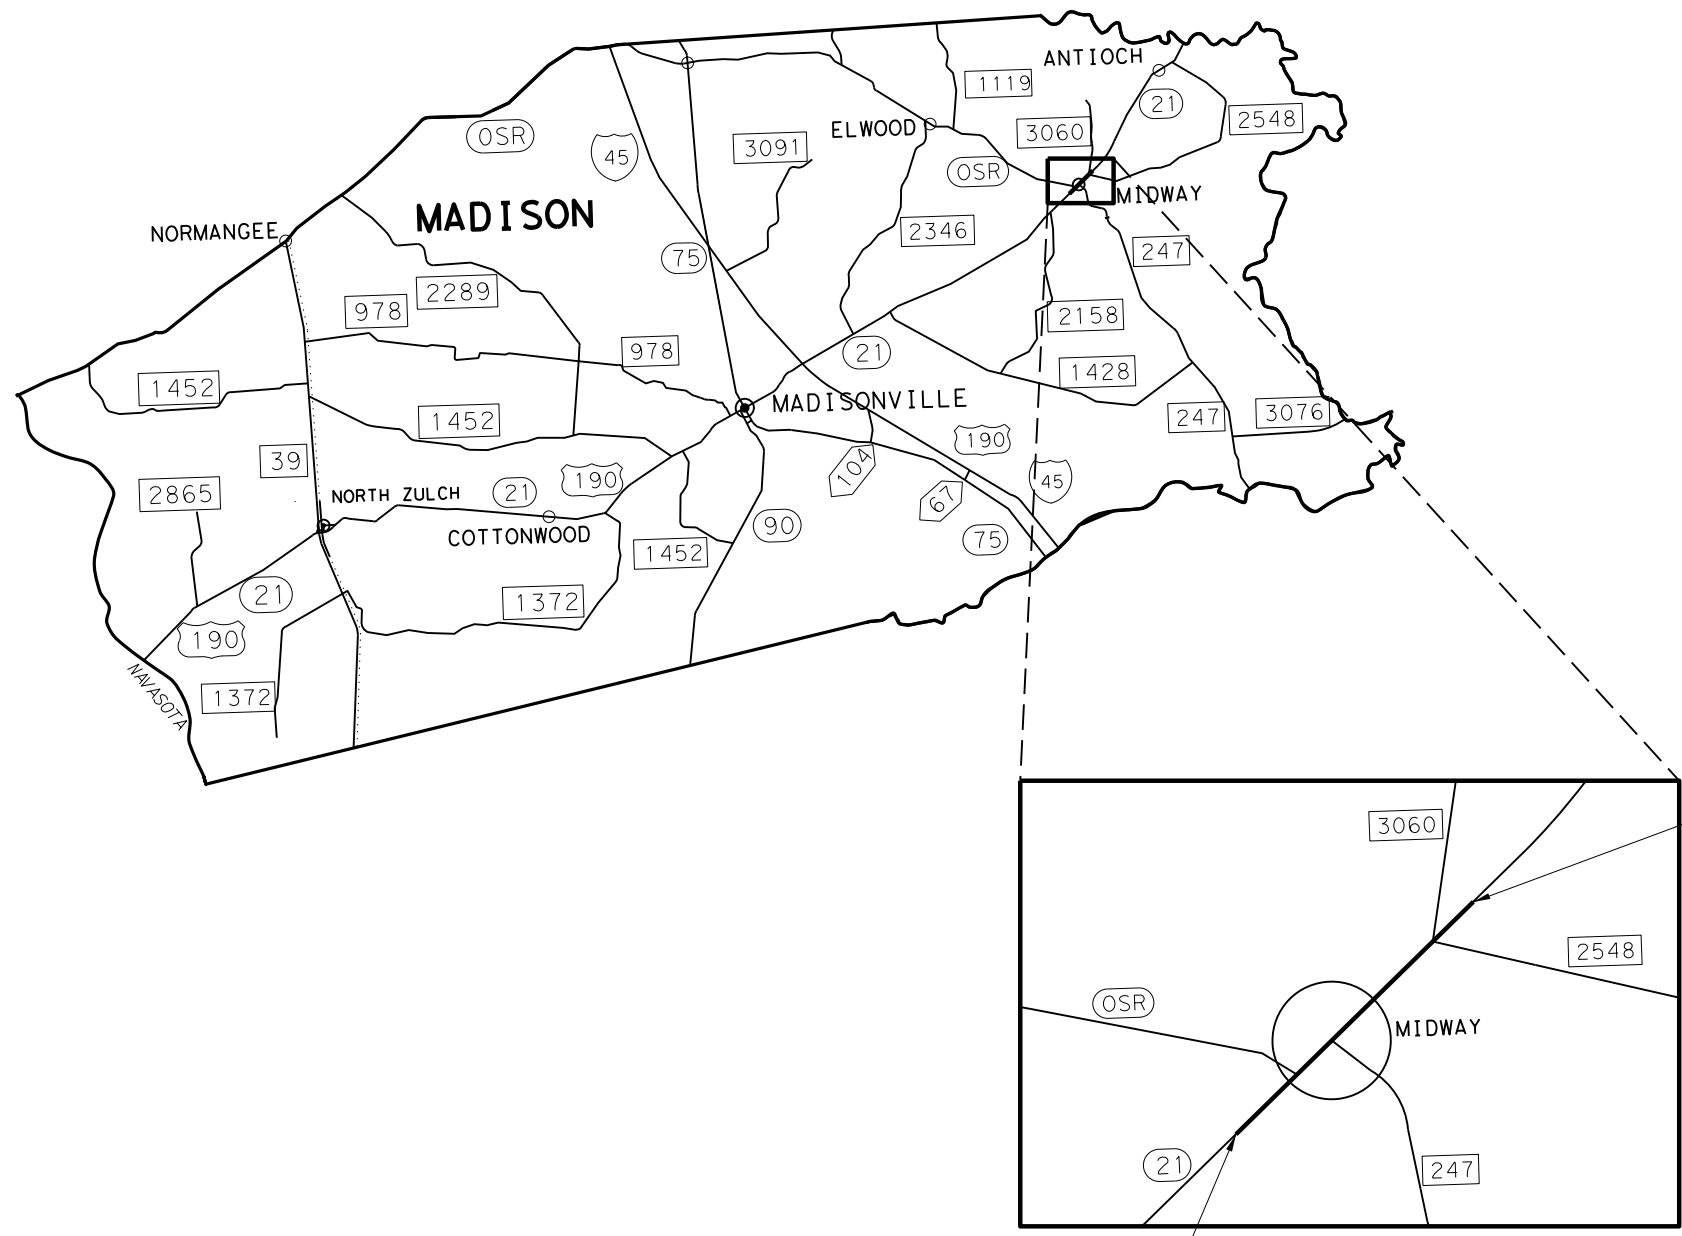 ANTIOCH
1119
21
2548
OSR
45
3091
ELWOOD
3060
OSR
MIDWAY
MADISON
NORMANGEE
2346
247
75
2289
978
2158
978
21
1428
1452
1452
MADISONVILLE
247
3076
190
39
104
45
190
67
2865
NORTH ZULCH
21
COTTONWOOD
90
75
1452
21
1372
190
NAVASOTA
1372
3060
2548
OSR
MIDWAY
21
247